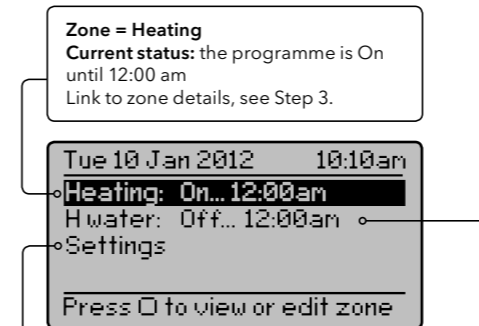 Zone = Heating
Current status: the programme is On
until 12:00 am
Link to zone details, see Step 3.
Tue 10 Jan 2012 10:10am
Heating: On... 12:00am
H water: Off... 12:00am
Settings
Press O to view or edit zone